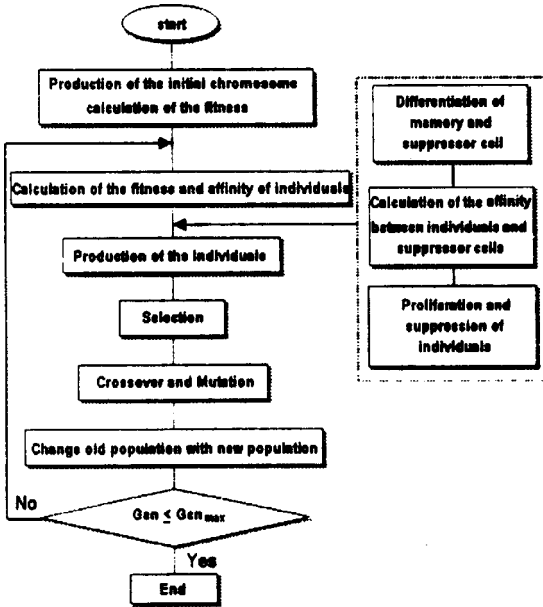 start
Production of the initial chromosome
calculation of the fitness
Calculation of the fitness and affinity of individuals
Production of the individuals
Selection
Crossover and Mutation
Change old population with new population
No
Gen ≤ Genmax
Yes
End
Differentiation of
memory and
suppressor cell
Calculation of the affinity
between individuals and
suppressor cells
Proliferation and
suppression of
individuals